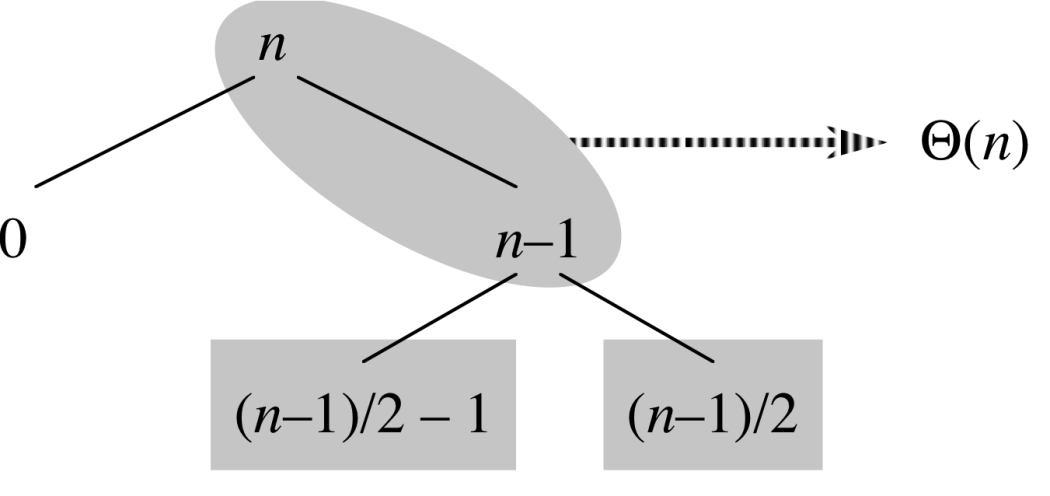 n
Θ(n)
0
n–1
(n–1)/2 – 1
(n–1)/2